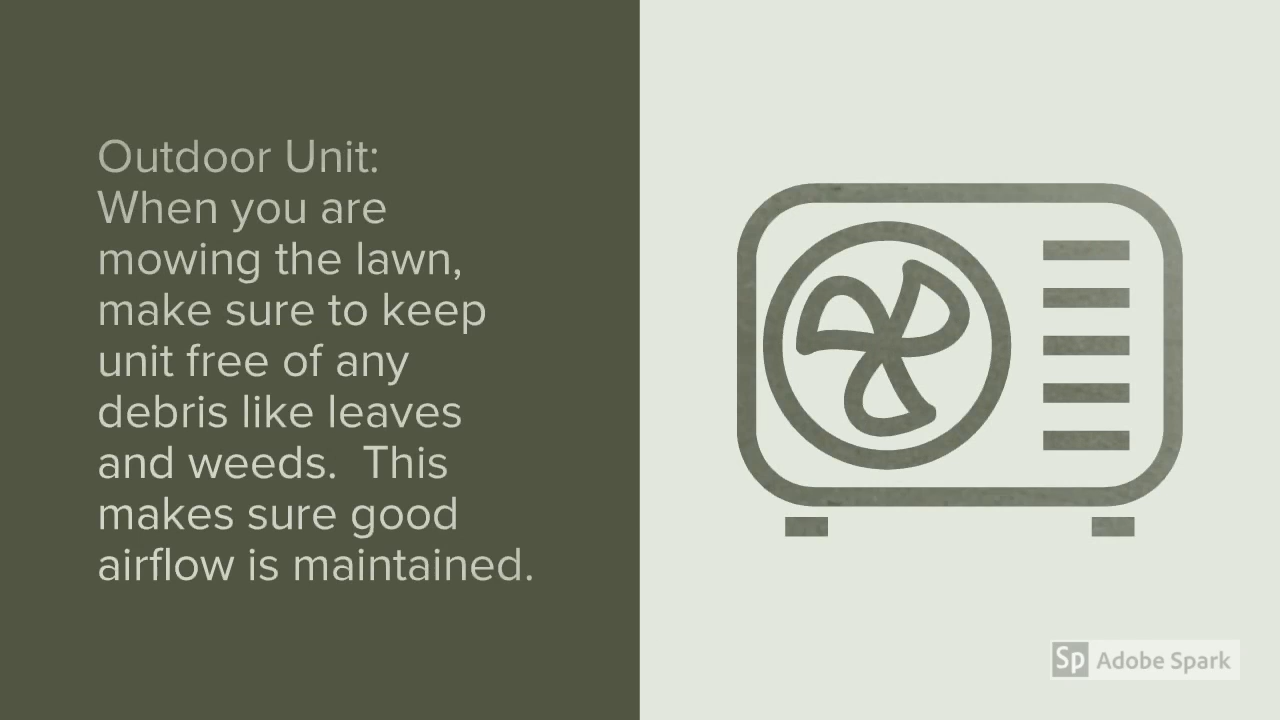 Outdoor Unit:
When you are
mowing the lawn,
make sure to keep
unit free of any
debris like leaves
and weeds.  This
makes sure good
airflow is maintained.
Sp Adobe Spark